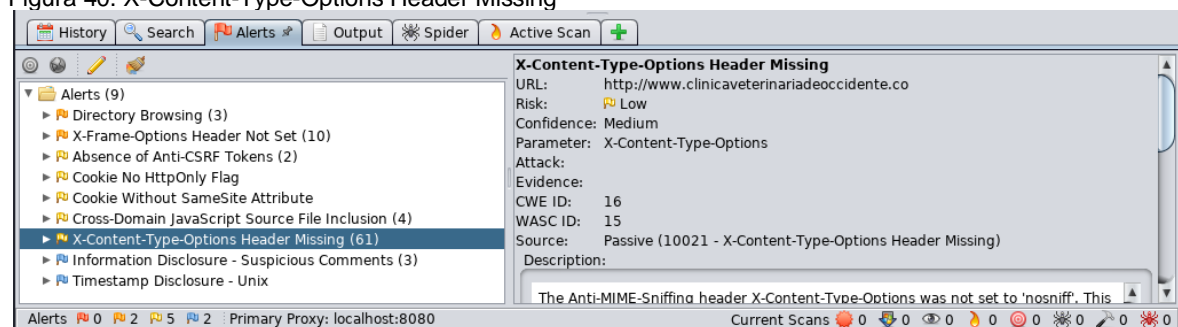 Figura 40. X-Content-Type-Options Header Missing
History Search Alerts Output Spider Active Scan
Alerts (9)
Directory Browsing (3)
X-Frame-Options Header Not Set (10)
Absence of Anti-CSRF Tokens (2)
Cookie No HttpOnly Flag
Cookie Without SameSite Attribute
Cross-Domain JavaScript Source File Inclusion (4)
X-Content-Type-Options Header Missing (61)
Information Disclosure - Suspicious Comments (3)
Timestamp Disclosure - Unix
X-Content-Type-Options Header Missing
URL: http://www.clinicaveterinariadeoccidente.co
Risk: Low
Confidence: Medium
Parameter: X-Content-Type-Options
Attack:
Evidence:
CWE ID: 16
WASC ID: 15
Source: Passive (10021 - X-Content-Type-Options Header Missing)
Description:
The Anti-MIME-Sniffing header X-Content-Type-Options was not set to 'nosniff'. This
Alerts 0 2 5 2 Primary Proxy: localhost:8080 Current Scans 0 0 0 0 0 0 0 0